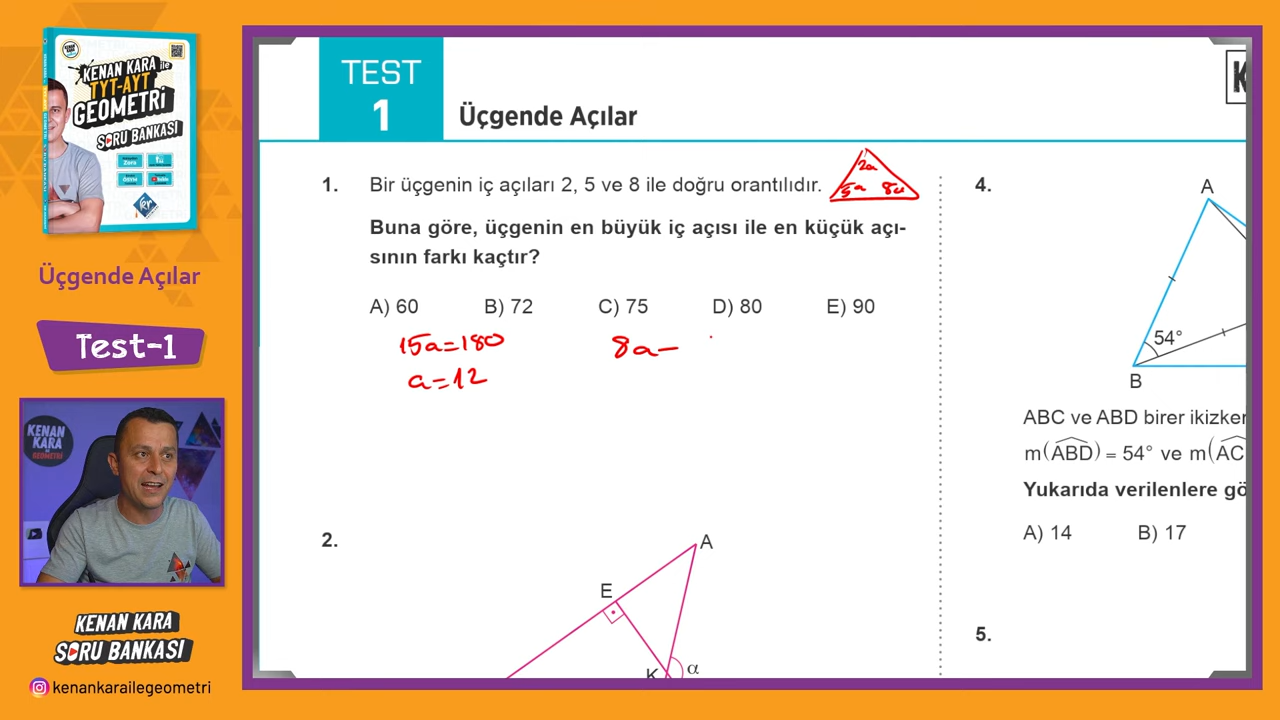 KENAN KARA ile
TYT-AYT
GEOMETRİ
SORU BANKASI
Üçgende Açılar
Test-1
KENAN
KARA
GEOMETRİ
KENAN KARA
SORU BANKASI
kenankarailegeometri
TEST
1
Üçgende Açılar
K
1. Bir üçgenin iç açıları 2, 5 ve 8 ile doğru orantılıdır.
2a
5a 8a
Buna göre, üçgenin en büyük iç açısı ile en küçük açı-
sının farkı kaçtır?
A) 60 B) 72 C) 75 D) 80 E) 90
15a=180 8a–
a=12
2.
A
E
K
α
4.
A
54°
B
ABC ve ABD birer ikizker
m(ABD) = 54° ve m(AC
Yukarıda verilenlere gö
A) 14 B) 17
5.